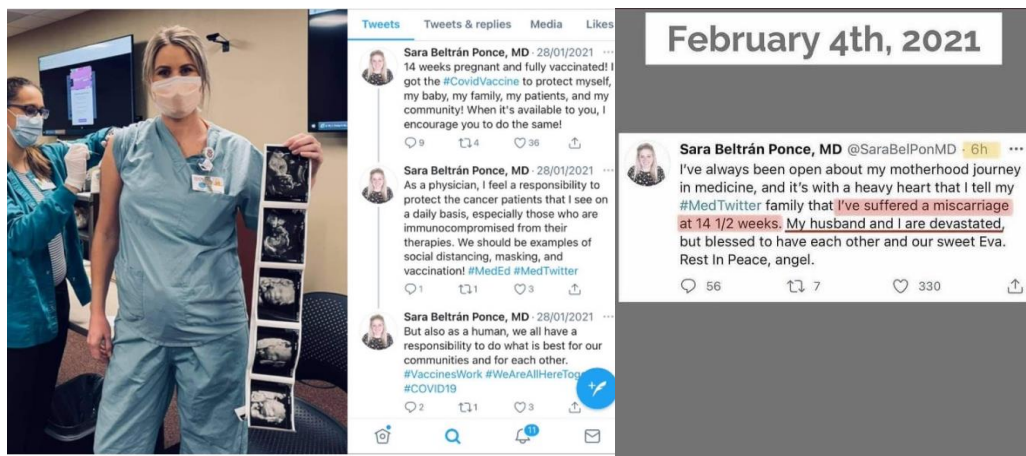 Tweets Tweets & replies Media Likes
Sara Beltrán Ponce, MD · 28/01/2021 ···
14 weeks pregnant and fully vaccinated! I
got the #CovidVaccine to protect myself,
my baby, my family, my patients, and my
community! When it's available to you, I
encourage you to do the same!
9 4 36
Sara Beltrán Ponce, MD · 28/01/2021 ···
As a physician, I feel a responsibility to
protect the cancer patients that I see on
a daily basis, especially those who are
immunocompromised from their
therapies. We should be examples of
social distancing, masking, and
vaccination! #MedEd #MedTwitter
1 1 3
Sara Beltrán Ponce, MD · 28/01/2021 ···
But also as a human, we all have a
responsibility to do what is best for our
communities and for each other.
#VaccinesWork #WeAreAllHereTog
#COVID19
2 1 3
11
February 4th, 2021
Sara Beltrán Ponce, MD @SaraBelPonMD · 6h ···
I've always been open about my motherhood journey
in medicine, and it's with a heavy heart that I tell my
#MedTwitter family that I've suffered a miscarriage
at 14 1/2 weeks. My husband and I are devastated,
but blessed to have each other and our sweet Eva.
Rest In Peace, angel.
56 7 330